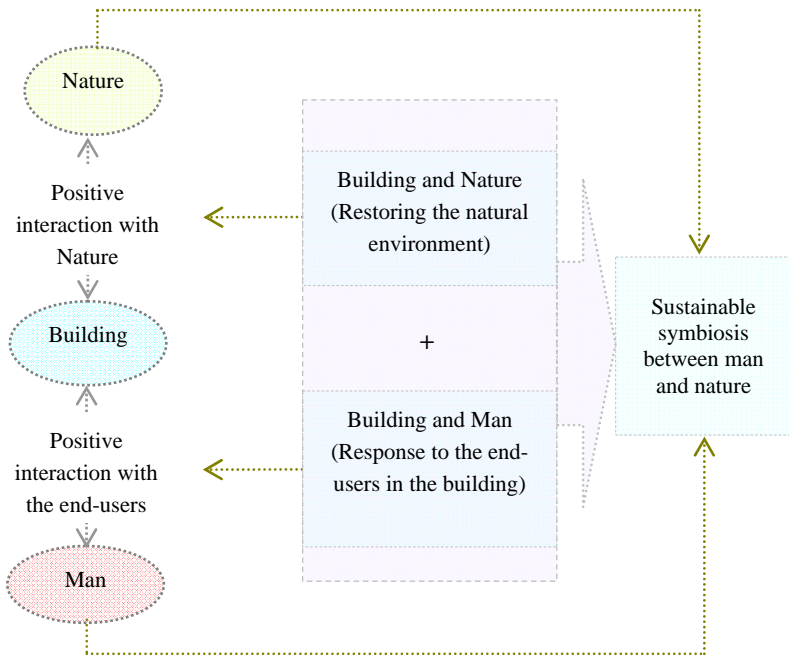 Nature
Positive
interaction with
Nature
Building
Positive
interaction with
the end-users
Man
Building and Nature
(Restoring the natural
environment)
+
Building and Man
(Response to the end-
users in the building)
Sustainable
symbiosis
between man
and nature